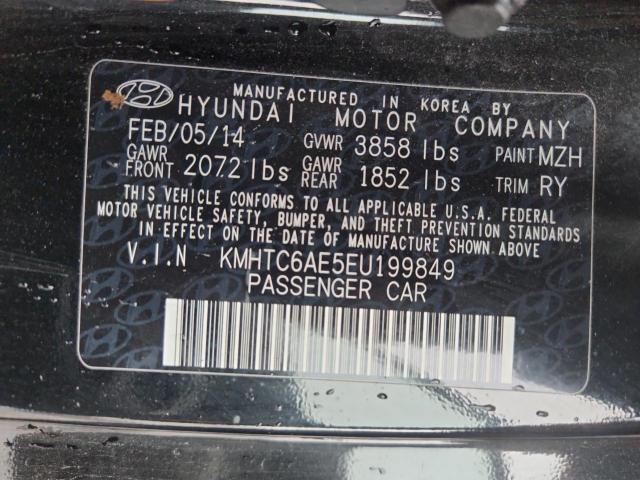 MANUFACTURED IN KOREA BY
HYUNDAI MOTOR COMPANY
FEB/05/14 GVWR 3858 lbs PAINT MZH
GAWR FRONT 2072 lbs GAWR REAR 1852 lbs TRIM RY
THIS VEHICLE CONFORMS TO ALL APPLICABLE U.S.A. FEDERAL
MOTOR VEHICLE SAFETY, BUMPER, AND THEFT PREVENTION STANDARDS
IN EFFECT ON THE DATE OF MANUFACTURE SHOWN ABOVE.
V.I.N KMHTC6AE5EU199849
PASSENGER CAR